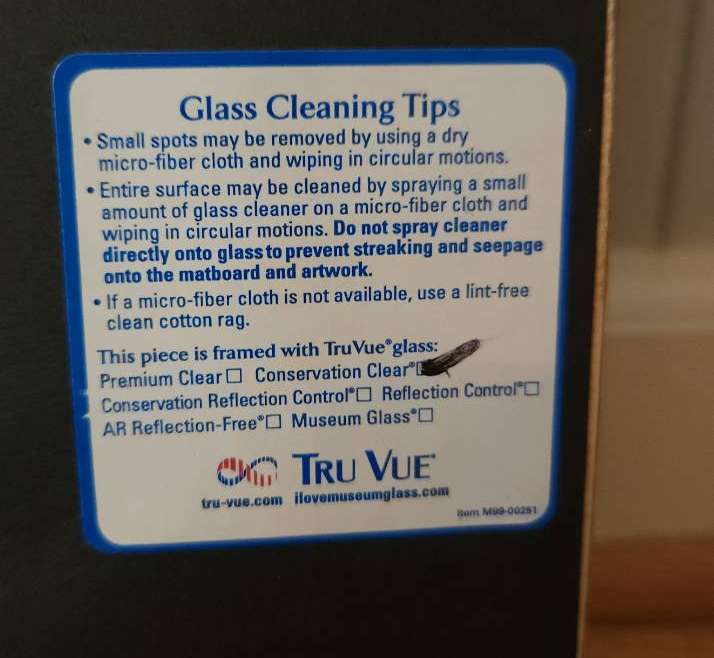 Glass Cleaning Tips
• Small spots may be removed by using a dry
micro-fiber cloth and wiping in circular motions.
• Entire surface may be cleaned by spraying a small
amount of glass cleaner on a micro-fiber cloth and
wiping in circular motions. Do not spray cleaner
directly onto glass to prevent streaking and seepage
onto the matboard and artwork.
• If a micro-fiber cloth is not available, use a lint-free
clean cotton rag.
This piece is framed with Tru Vue® glass:
Premium Clear☐ Conservation Clear®☐
Conservation Reflection Control®☐ Reflection Control®☐
AR Reflection-Free®☐ Museum Glass®☐
TRU VUE®
tru-vue.com ilovemuseumglass.com
Item M99-00251